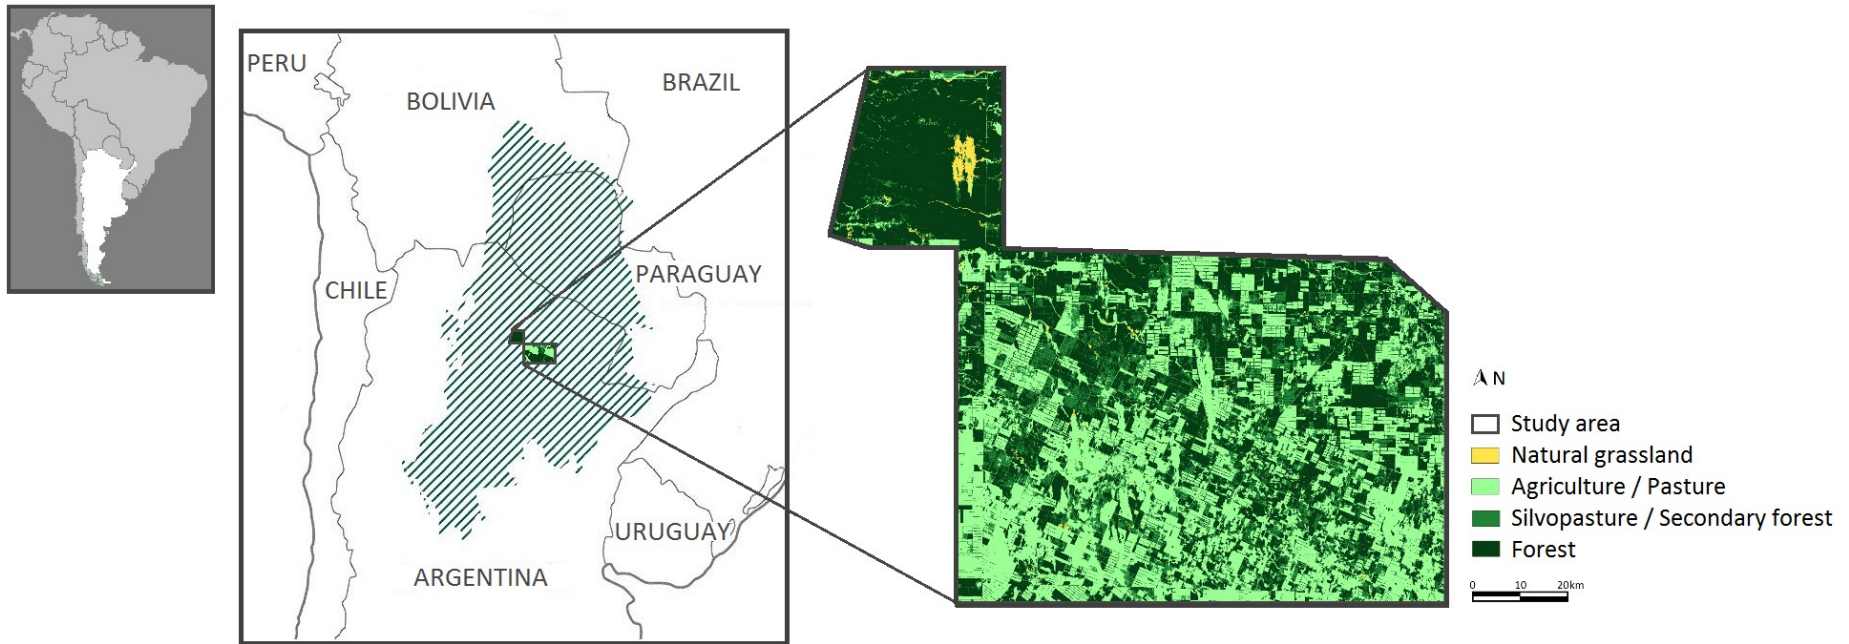 PERU
BOLIVIA
BRAZIL
CHILE
PARAGUAY
URUGUAY
ARGENTINA
N
Study area
Natural grassland
Agriculture / Pasture
Silvopasture / Secondary forest
Forest
0 10 20km